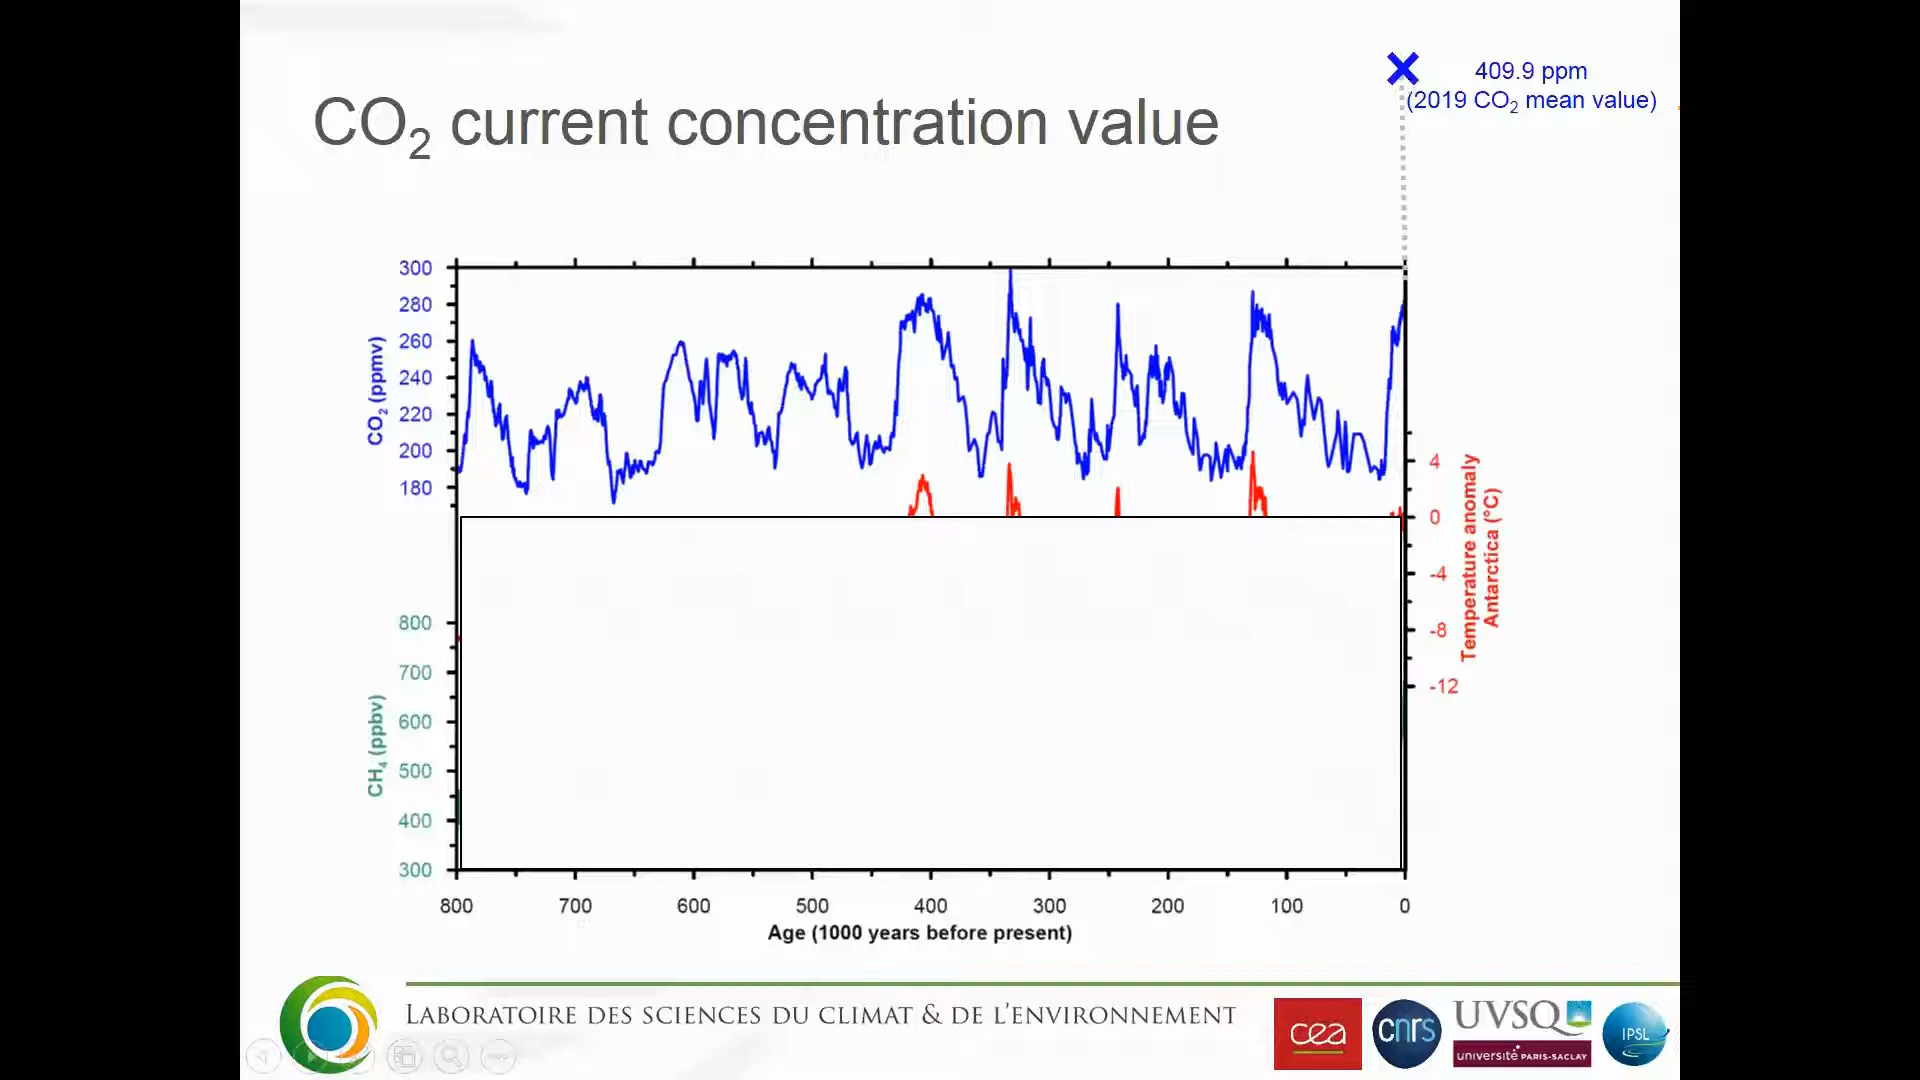 409.9 ppm
(2019 CO₂ mean value)
CO₂ current concentration value
300
280
260
240
220
200
180
CO₂ (ppmv)
4
0
-4
-8
-12
Temperature anomaly
Antarctica (°C)
800
700
600
500
400
300
CH₄ (ppbv)
800 700 600 500 400 300 200 100 0
Age (1000 years before present)
LABORATOIRE DES SCIENCES DU CLIMAT & DE L'ENVIRONNEMENT
cea
cnrs
UVSQ
université PARIS-SACLAY
IPSL